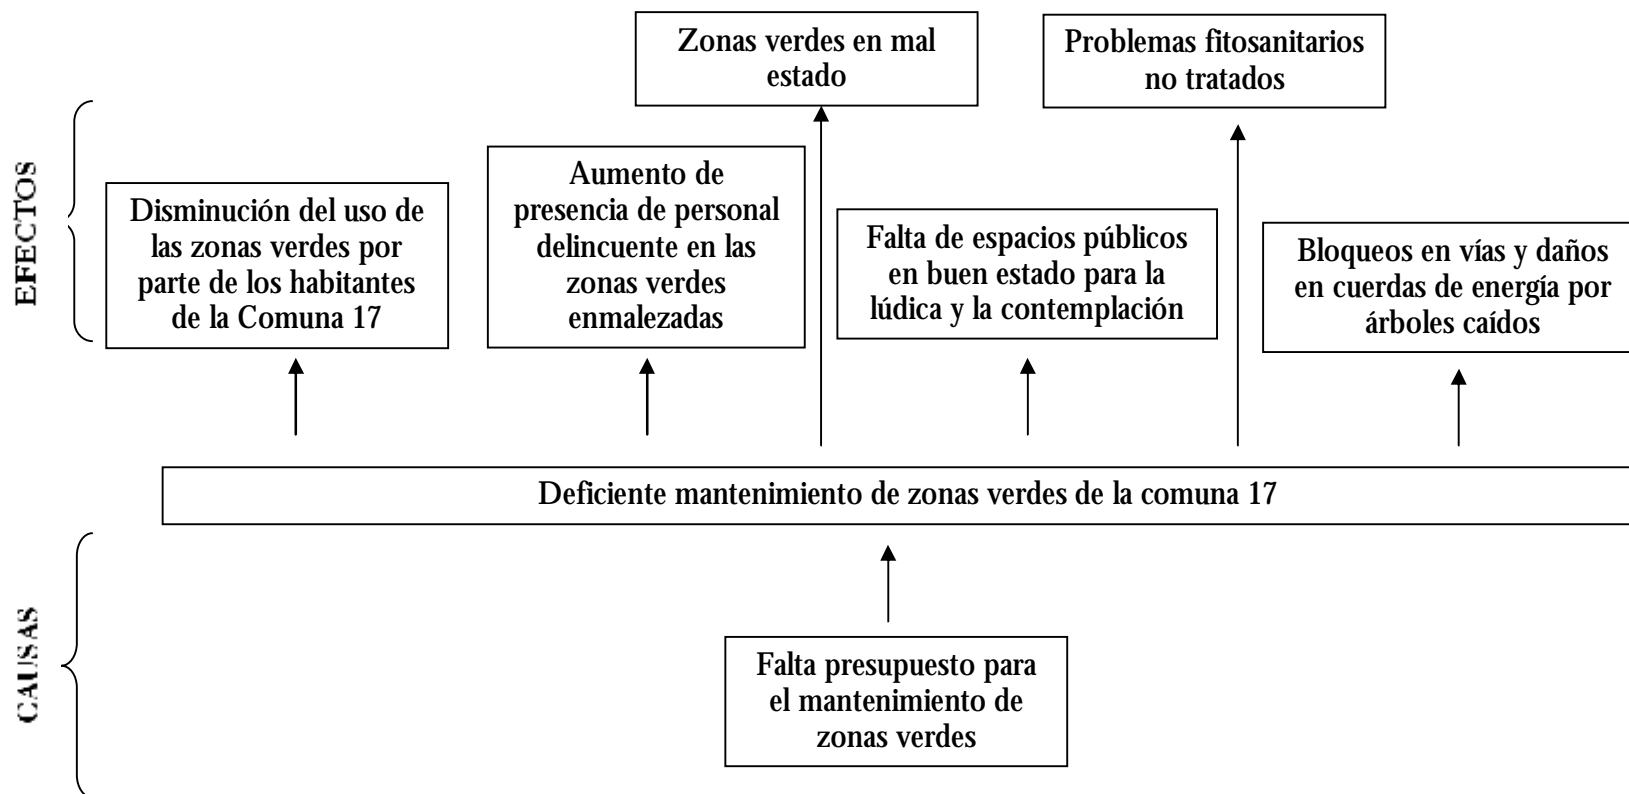 Zonas verdes en mal
estado
Problemas fitosanitarios
no tratados
EFECTOS
Disminución del uso de
las zonas verdes por
parte de los habitantes
de la Comuna 17
Aumento de
presencia de personal
delincuente en las
zonas verdes
enmalezadas
Falta de espacios públicos
en buen estado para la
lúdica y la contemplación
Bloqueos en vías y daños
en cuerdas de energía por
árboles caídos
Deficiente mantenimiento de zonas verdes de la comuna 17
CAUSAS
Falta presupuesto para
el mantenimiento de
zonas verdes